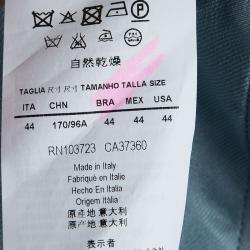 自然乾燥
TAGLIA 尺寸 尺寸 TAMANHO TALLA SIZE
ITA CHN BRA MEX USA
44 170/96A 44 44 44
RN103723 CA37360
Made in Italy
Fabriqué en Italie
Hecho En Italia
Origem Itália
原產地 意大利
原产地 意大利
表示者